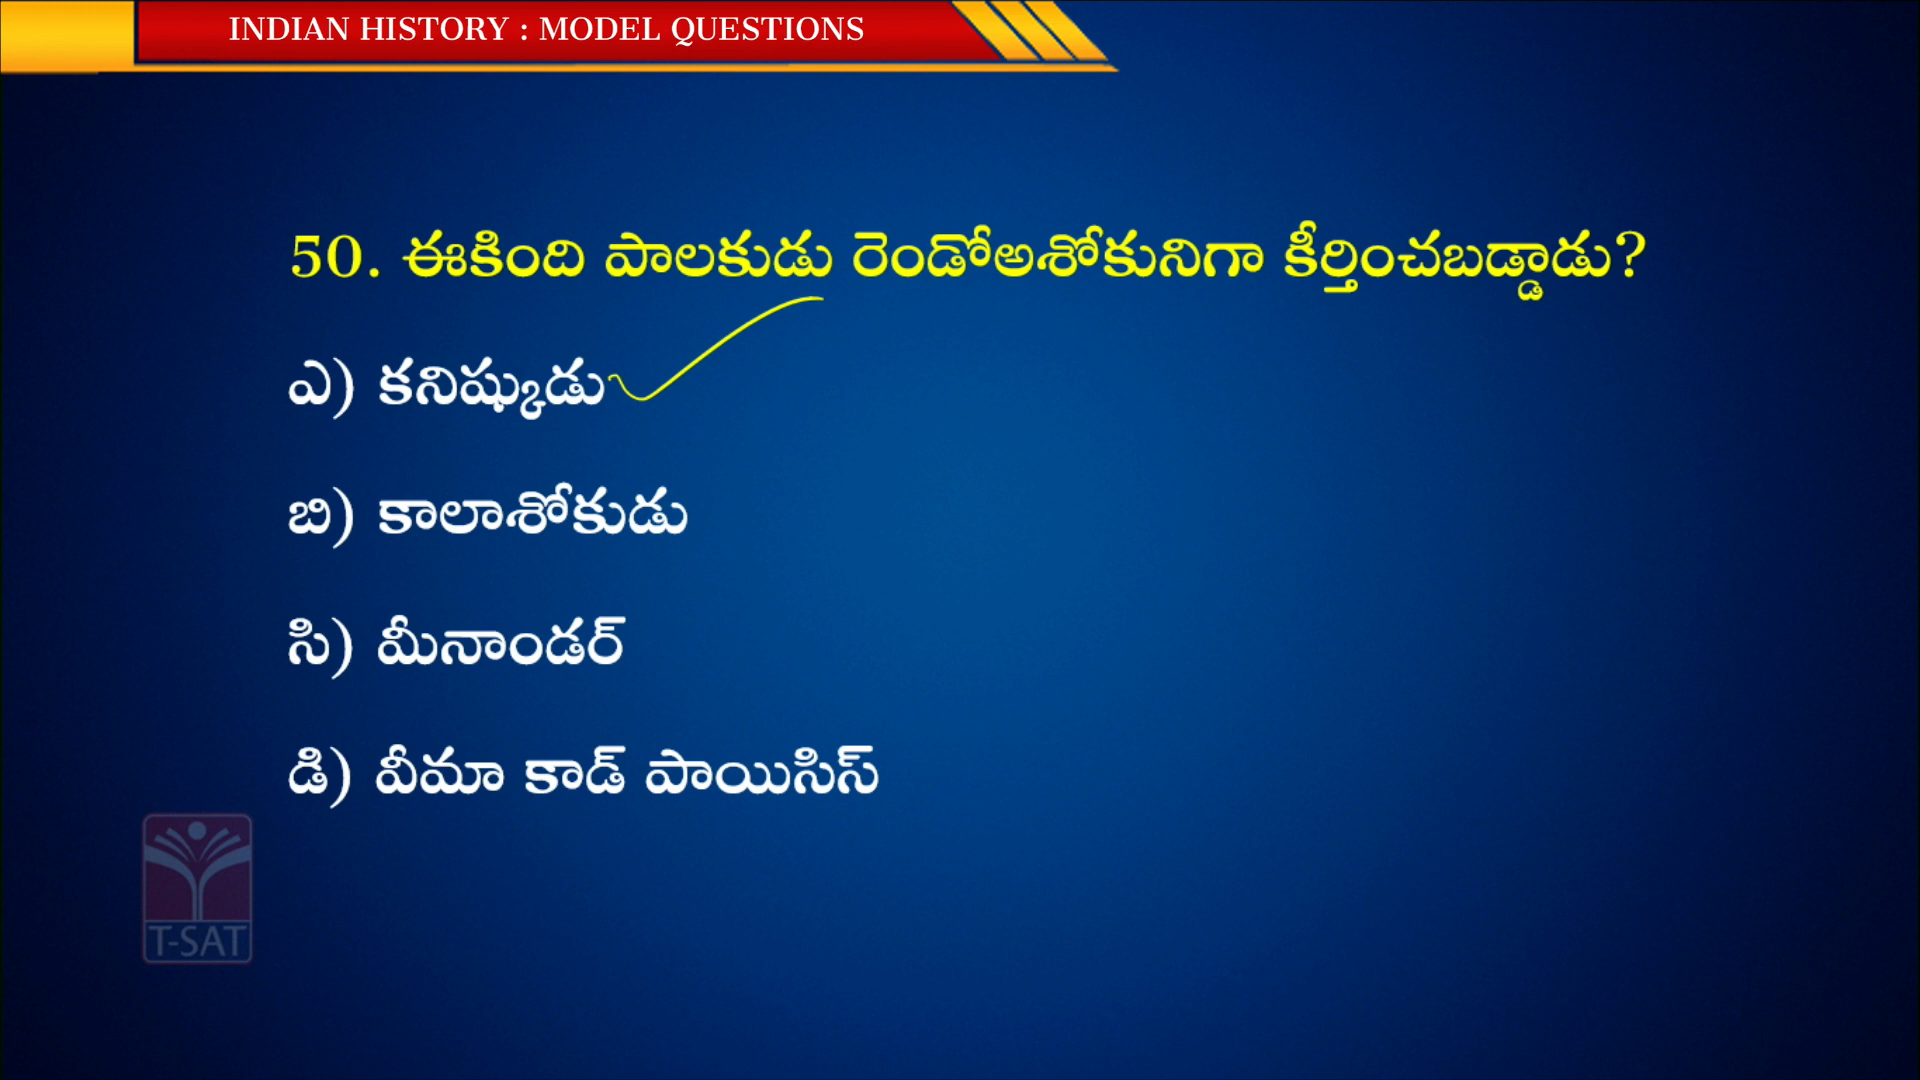 INDIAN HISTORY : MODEL QUESTIONS
50. ఈకింది పాలకుడు రెండోఅశోకునిగా కీర్తించబడ్డాడు?
ఎ) కనిష్కుడు
బి) కాలాశోకుడు
సి) మీనాండర్
డి) వీమా కాడ్ పాయిసిస్
T-SAT